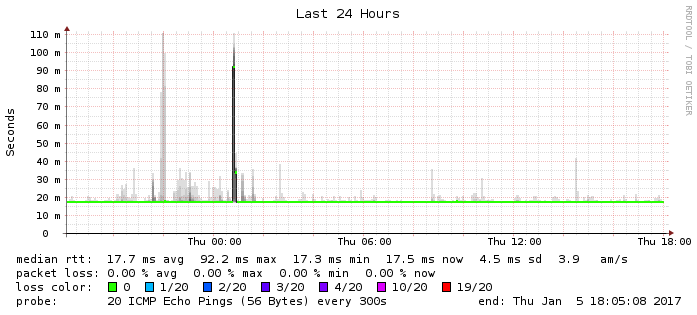 Last 24 Hours
RRDTOOL / TOBI OETIKER
Seconds
110 m
100 m
90 m
80 m
70 m
60 m
50 m
40 m
30 m
20 m
10 m
0
Thu 00:00 Thu 06:00 Thu 12:00 Thu 18:00
median rtt: 17.7 ms avg 92.2 ms max 17.3 ms min 17.5 ms now 4.5 ms sd 3.9 am/s
packet loss: 0.00 % avg 0.00 % max 0.00 % min 0.00 % now
loss color: 0 1/20 2/20 3/20 4/20 10/20 19/20
probe: 20 ICMP Echo Pings (56 Bytes) every 300s end: Thu Jan 5 18:05:08 2017